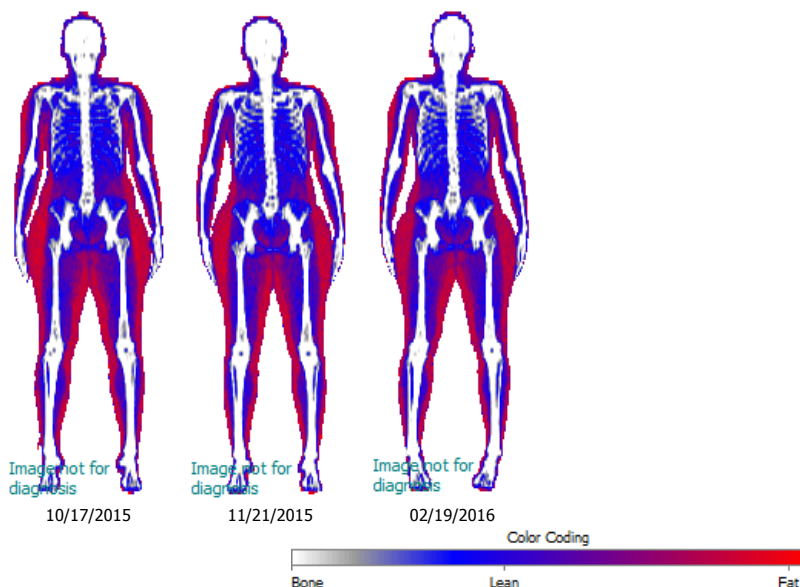 Image not for
diagnosis
Image not for
diagnosis
Image not for
diagnosis
10/17/2015
11/21/2015
02/19/2016
Color Coding
Bone Lean Fat